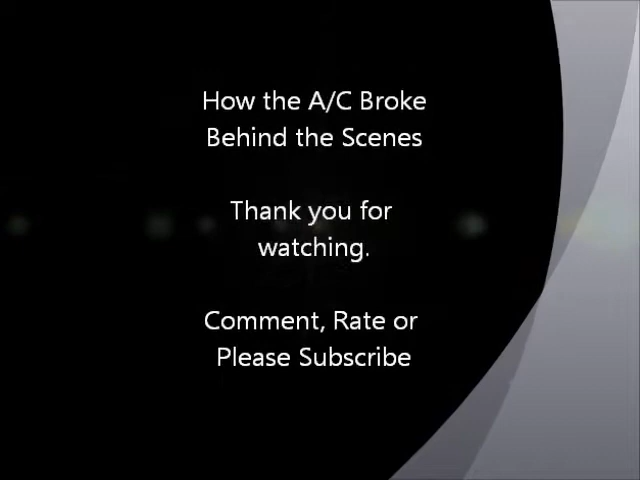 How the A/C Broke
Behind the Scenes
Thank you for
watching.
Comment, Rate or
Please Subscribe